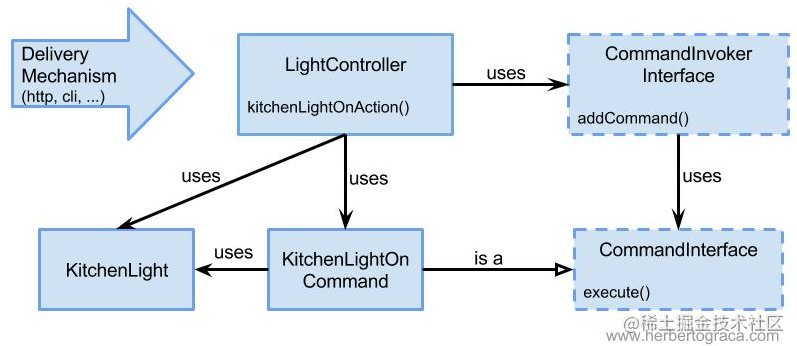 Delivery
Mechanism
(http, cli, ...)
LightController
kitchenLightOnAction()
uses
CommandInvoker
Interface
addCommand()
uses
uses
uses
KitchenLight
uses
KitchenLightOn
Command
is a
CommandInterface
execute()
@稀土掘金技术社区
www.herbertograca.com